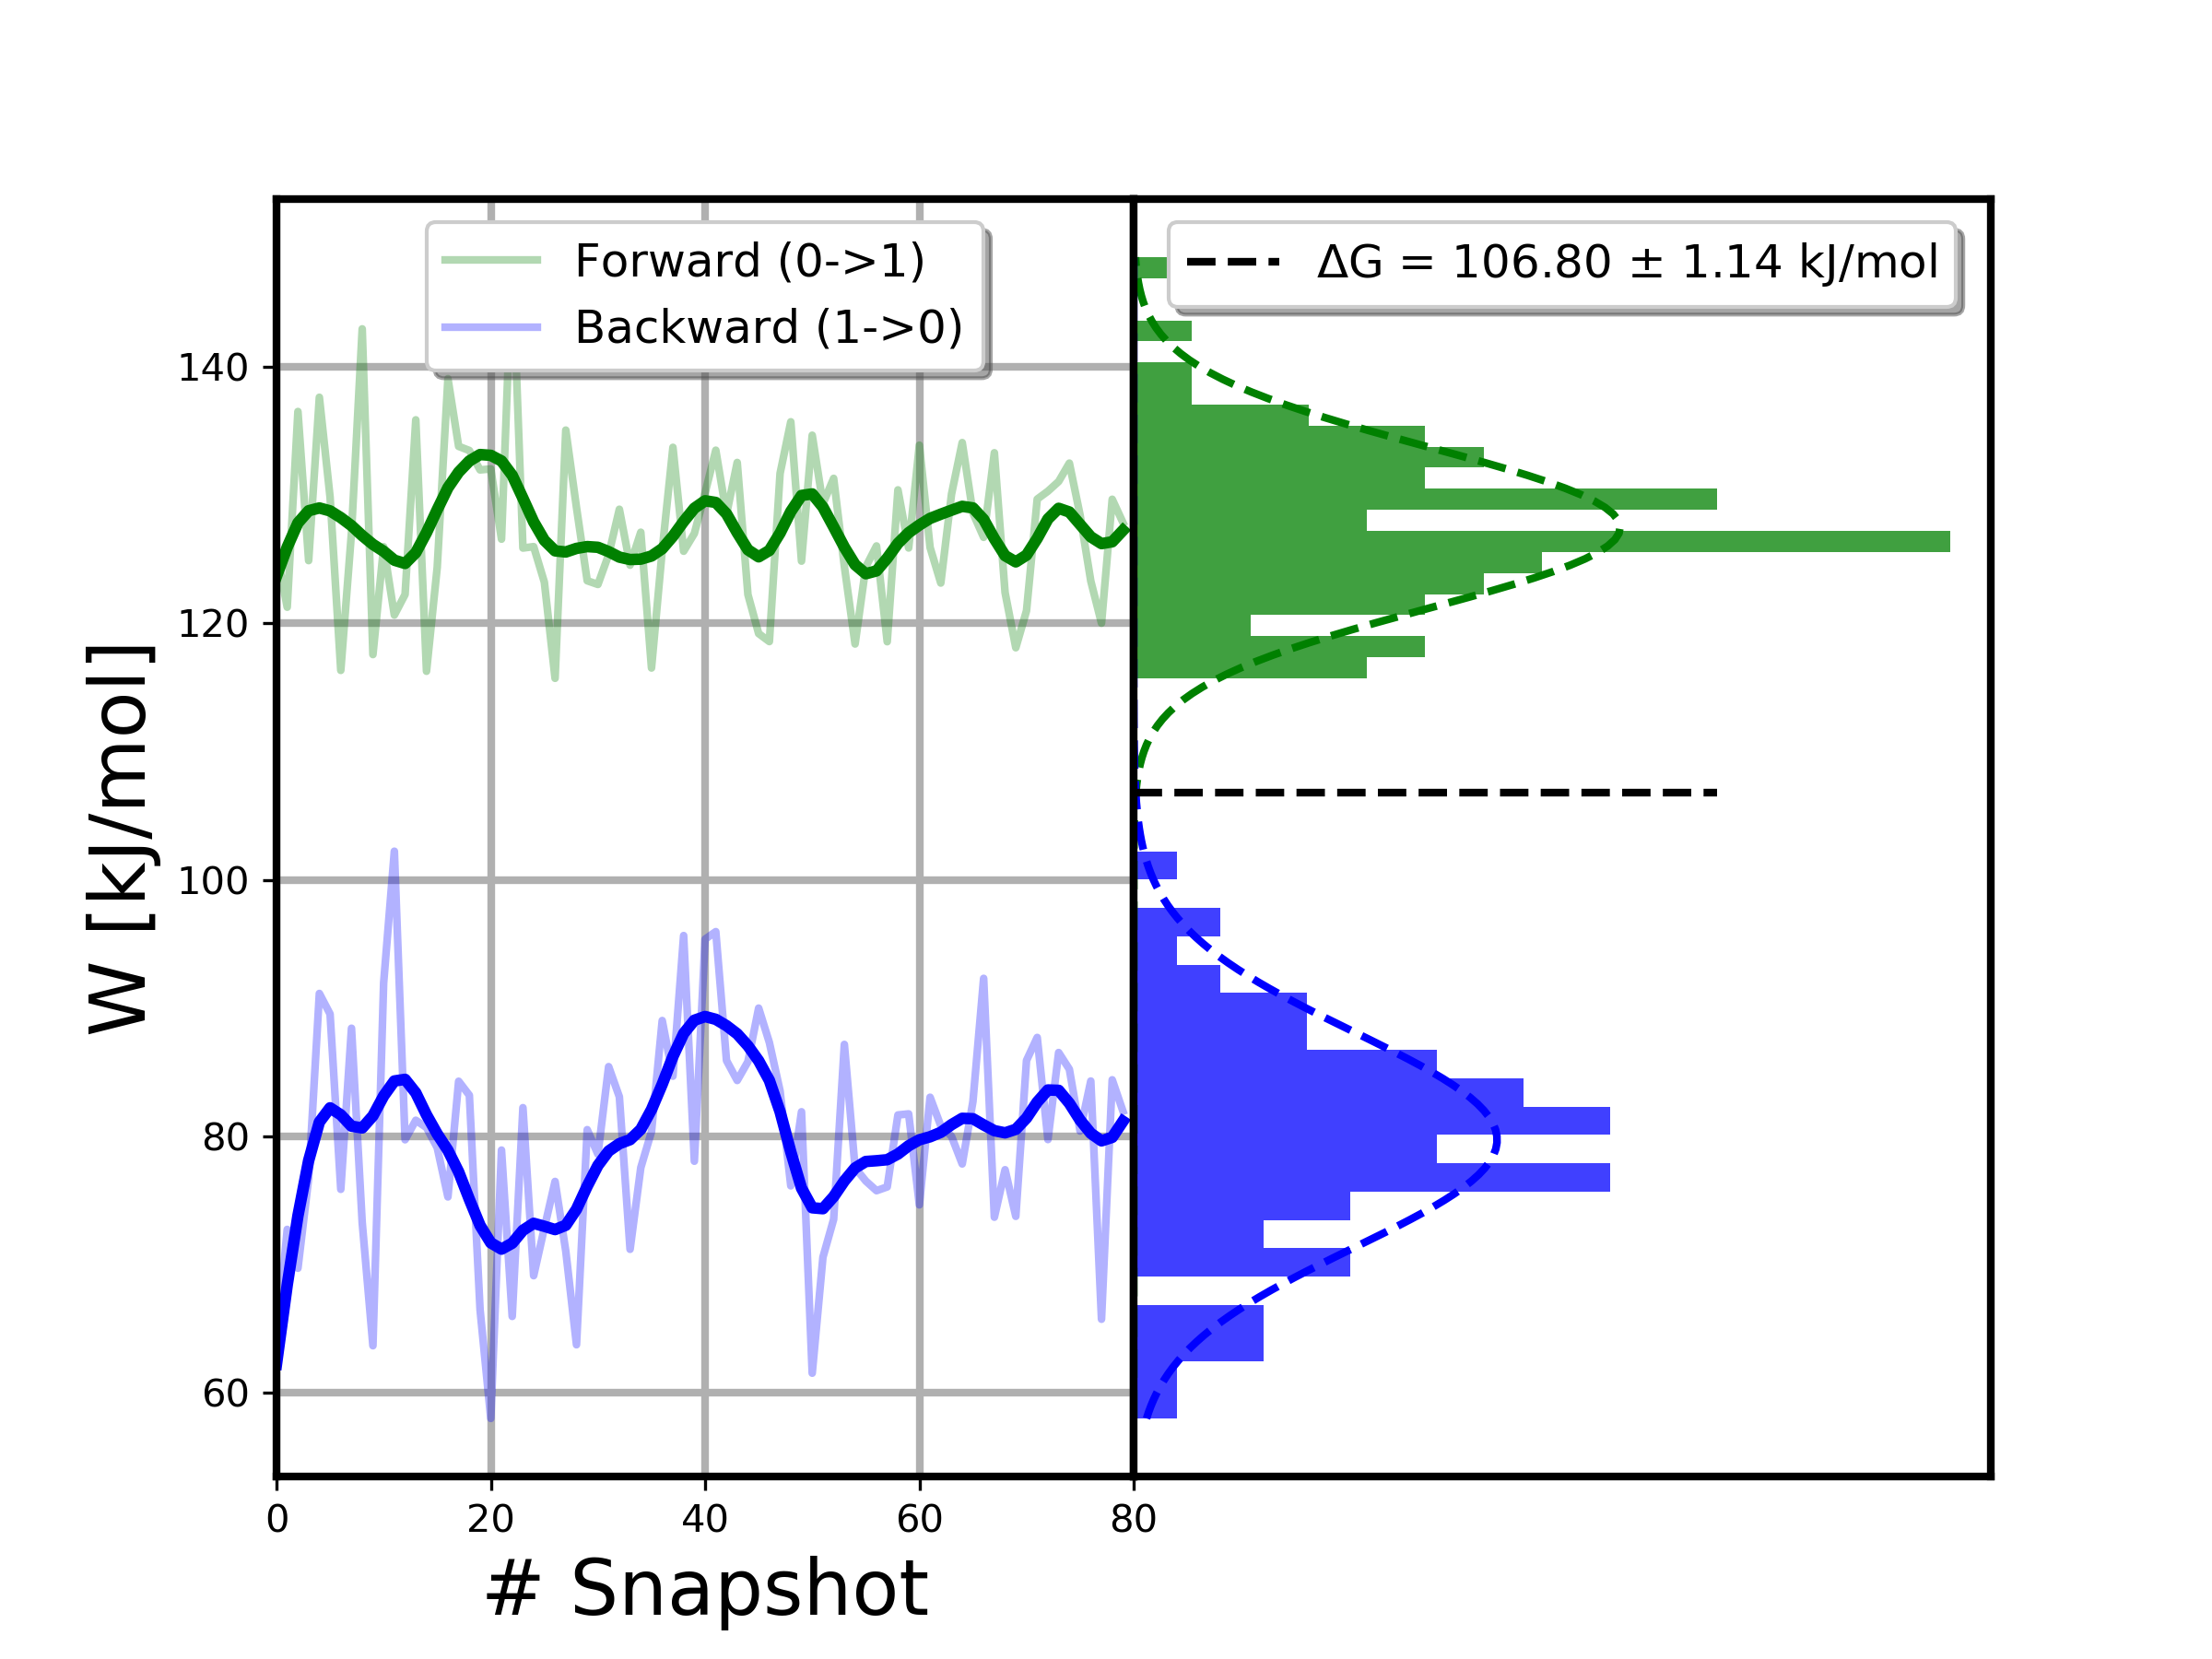 Forward (0->1)
Backward (1->0)
ΔG = 106.80 ± 1.14 kJ/mol
W [kJ/mol]
140
120
100
80
60
0 20 40 60 80
# Snapshot